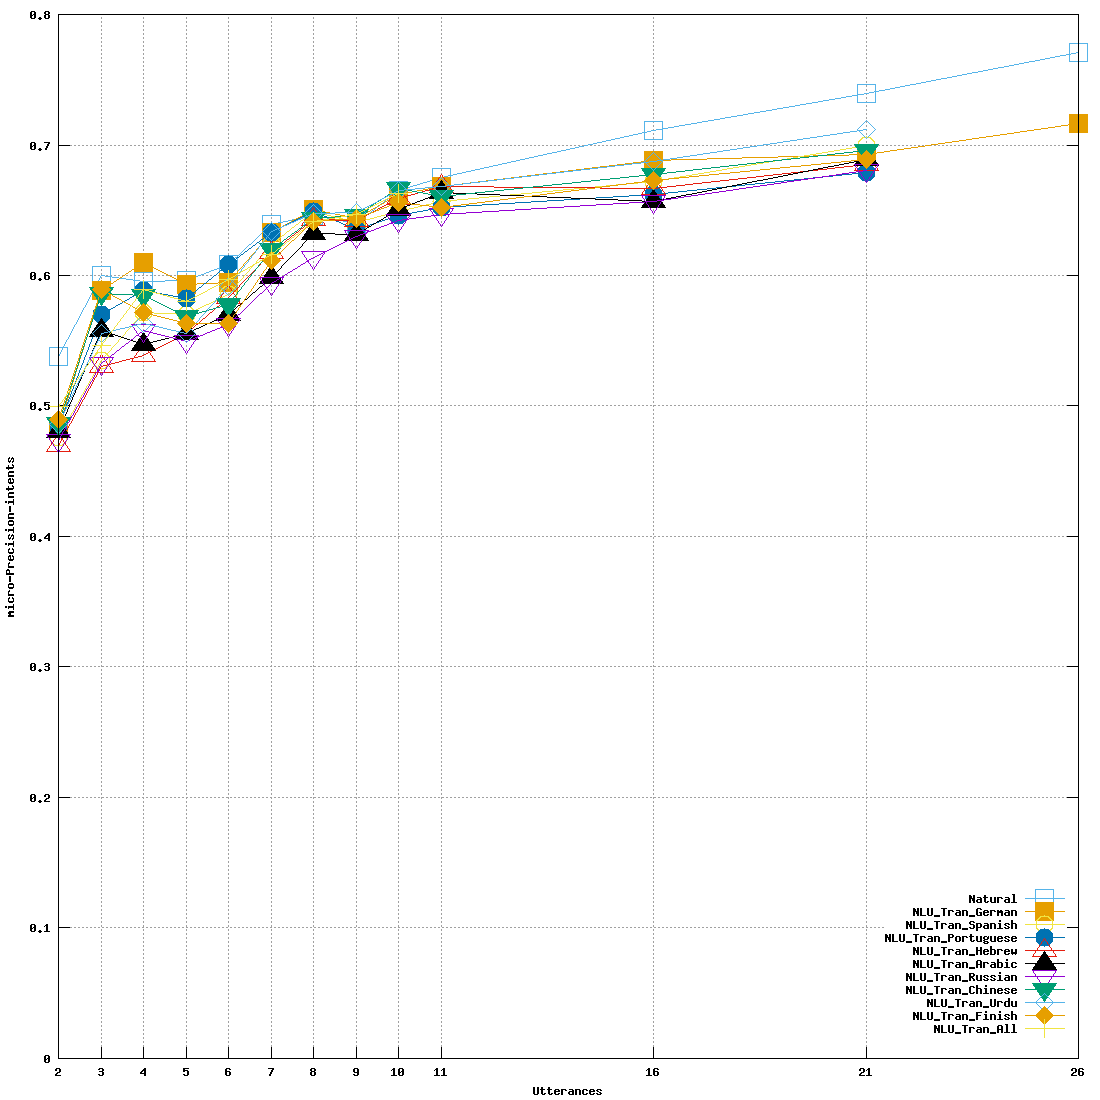 0.8
0.7
0.6
0.5
0.4
0.3
0.2
0.1
0
micro-Precision-intents
Natural
NLU_Tran_German
NLU_Tran_Spanish
NLU_Tran_Portuguese
NLU_Tran_Hebrew
NLU_Tran_Arabic
NLU_Tran_Russian
NLU_Tran_Chinese
NLU_Tran_Urdu
NLU_Tran_Finish
NLU_Tran_All
2 3 4 5 6 7 8 9 10 11 16 21 26
Utterances